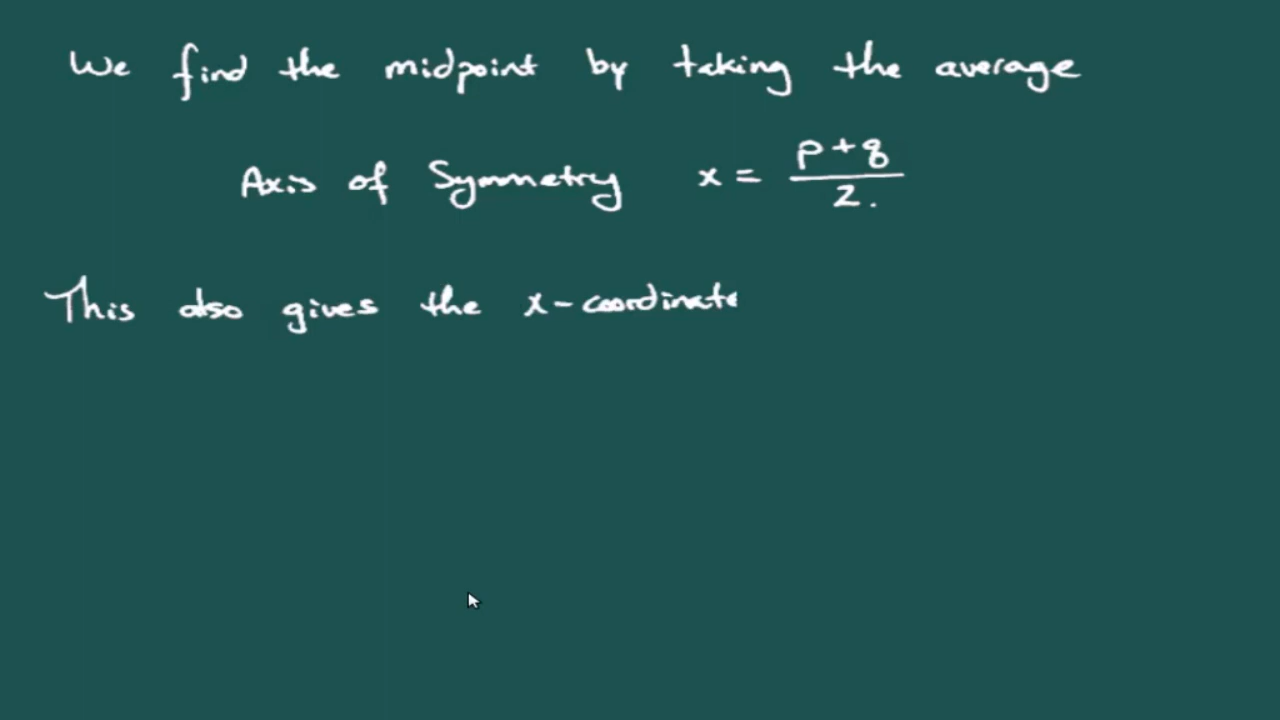 We find the midpoint by taking the average
Axis of Symmetry x = p+q/2.
This also gives the x-coordinate